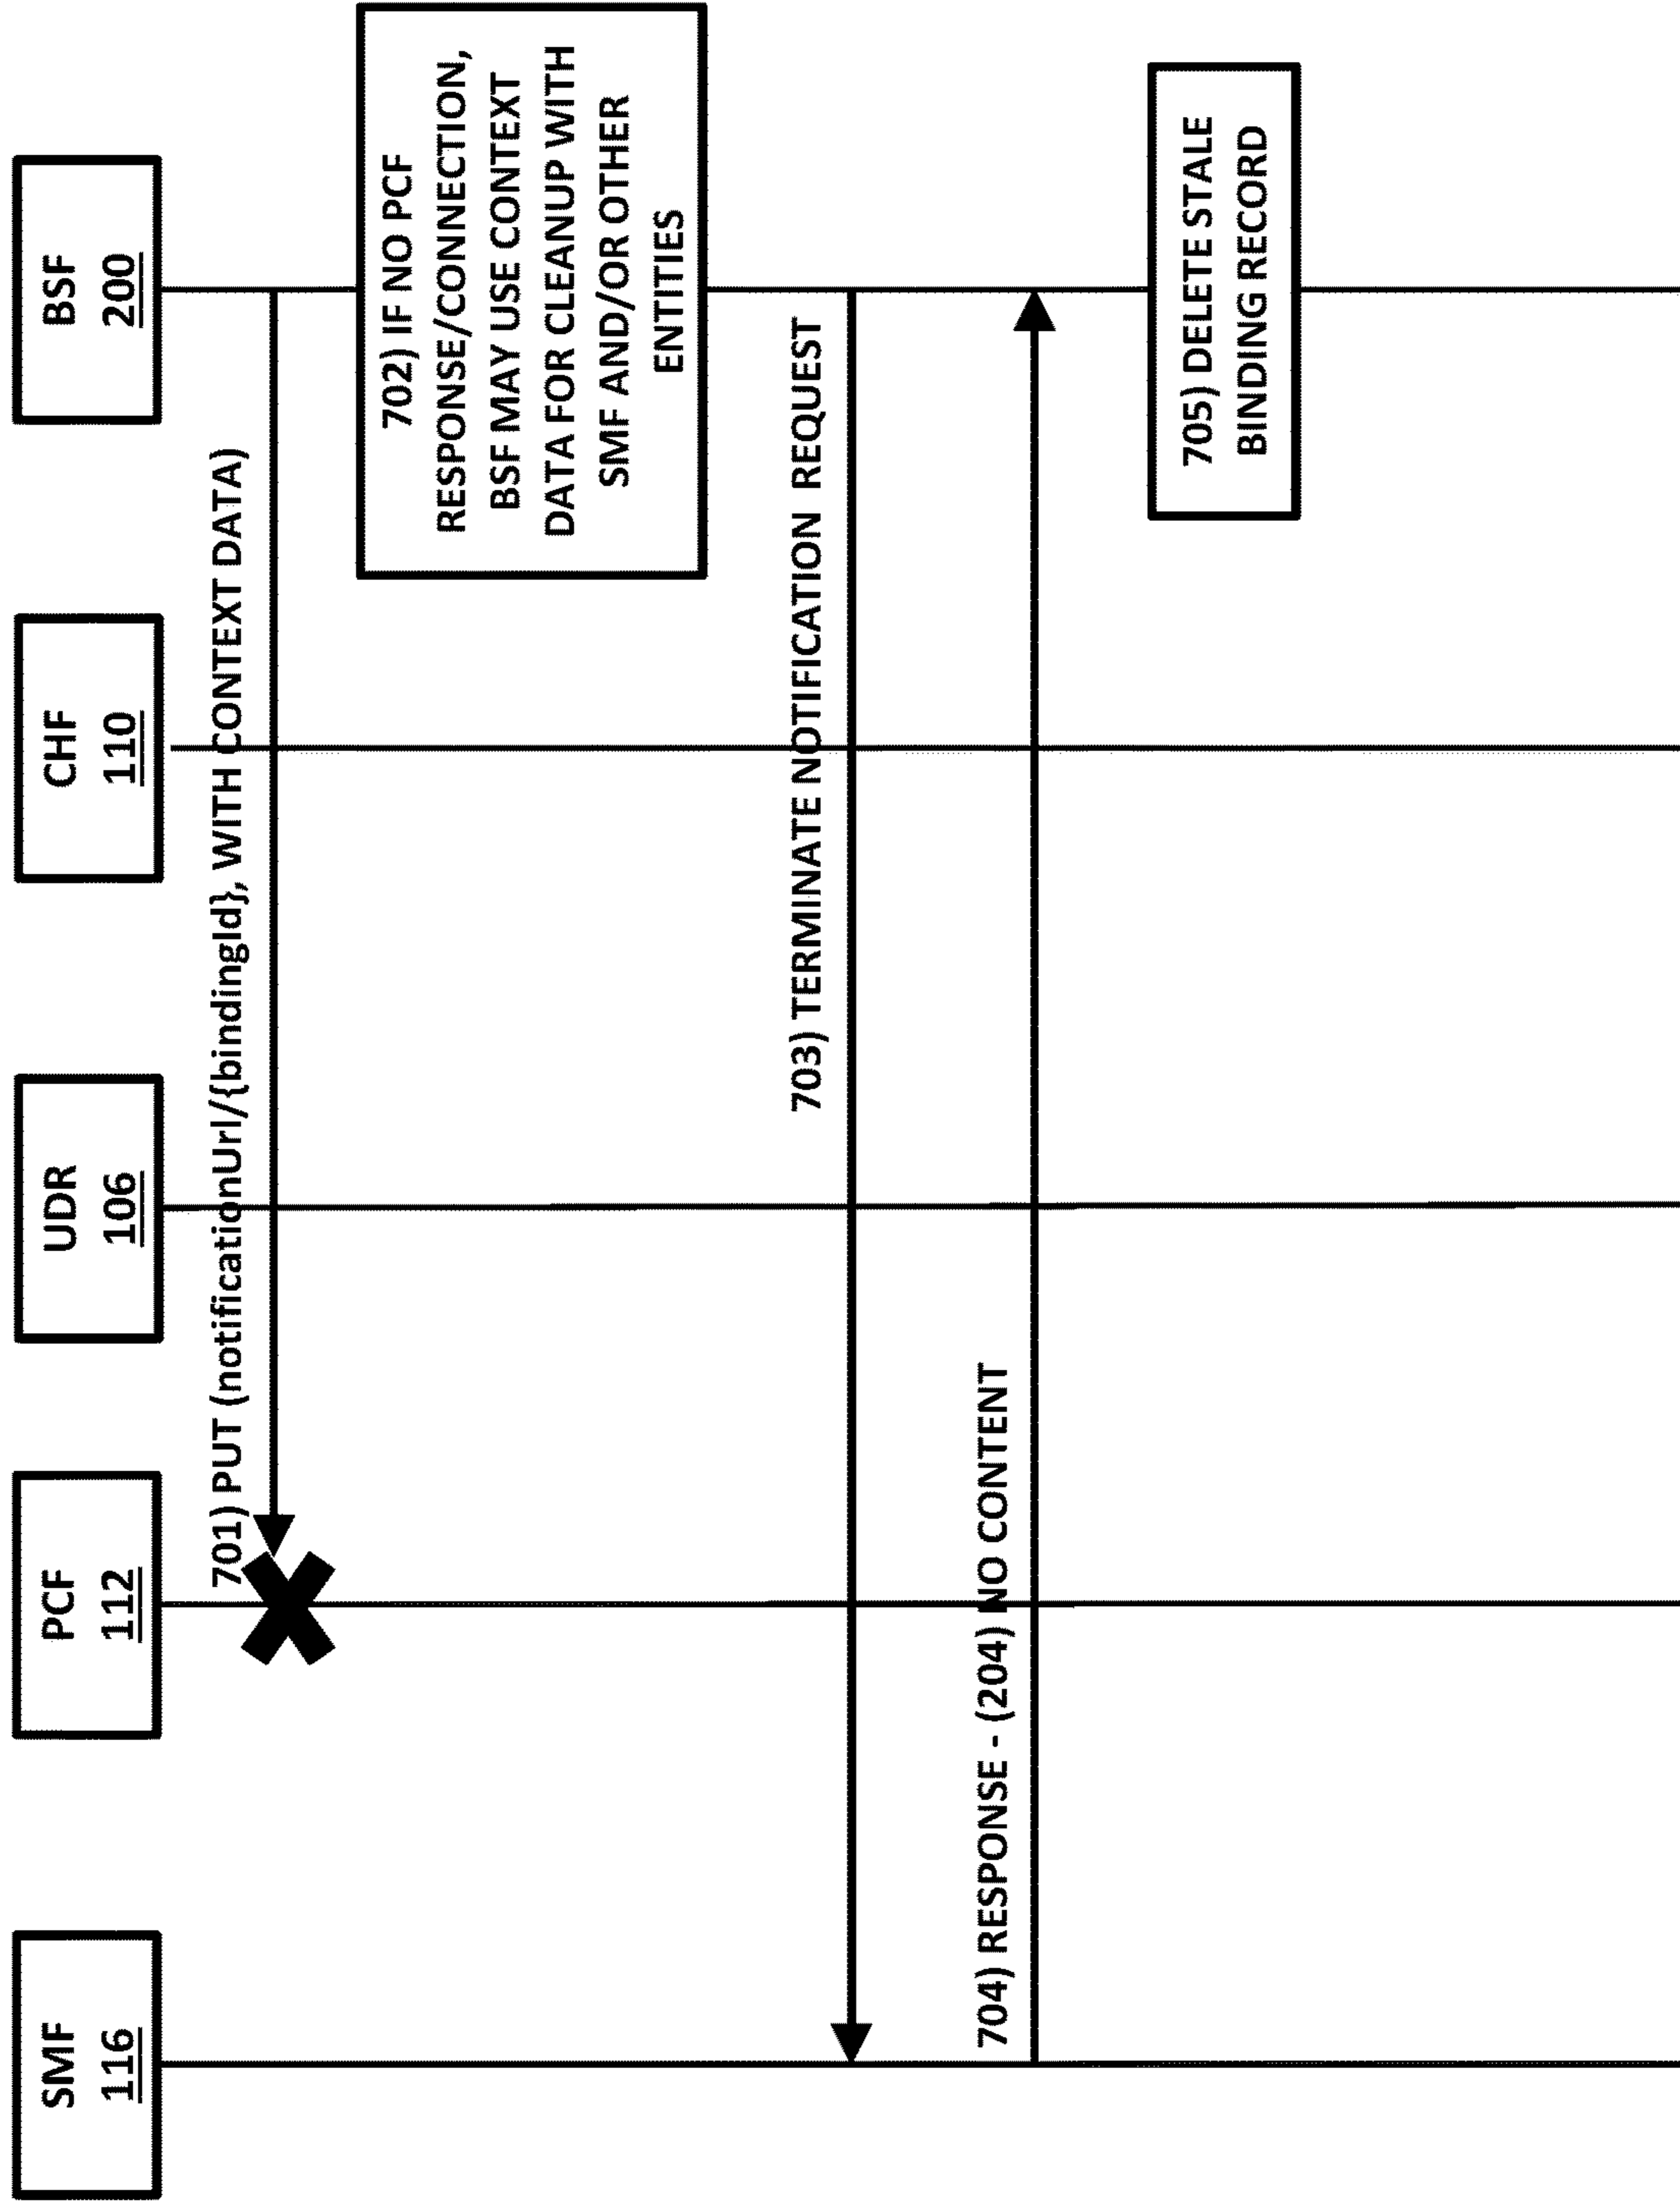 SMF
116
PCF
112
UDR
106
CHF
110
BSF
200
701) PUT (notificationUrl/{bindingId}, WITH CONTEXT DATA)
702) IF NO PCF
RESPONSE/CONNECTION,
BSF MAY USE CONTEXT
DATA FOR CLEANUP WITH
SMF AND/OR OTHER
ENTITIES
703) TERMINATE NOTIFICATION REQUEST
704) RESPONSE - (204) NO CONTENT
705) DELETE STALE
BINDING RECORD